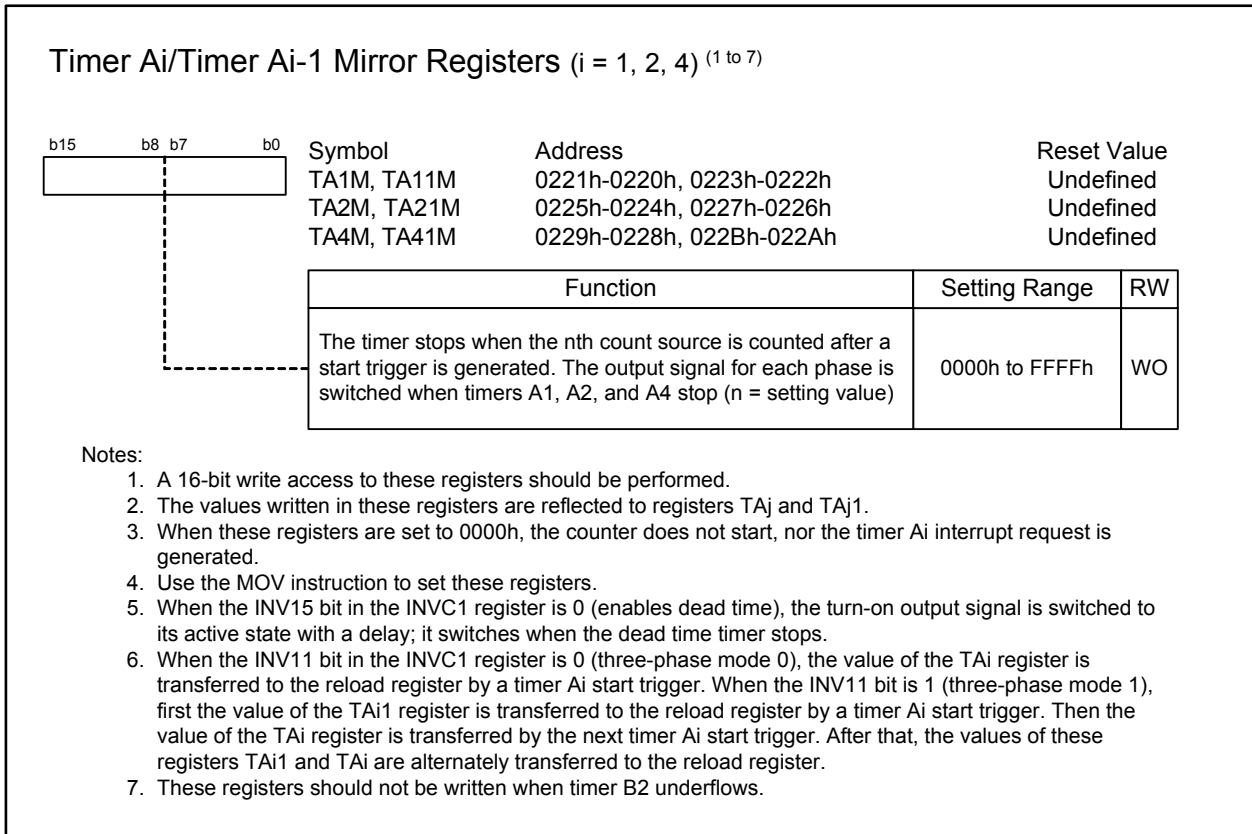 Timer Ai/Timer Ai-1 Mirror Registers (i = 1, 2, 4) (1 to 7)
b15 b8 b7 b0
Symbol Address Reset Value
TA1M, TA11M 0221h-0220h, 0223h-0222h Undefined
TA2M, TA21M 0225h-0224h, 0227h-0226h Undefined
TA4M, TA41M 0229h-0228h, 022Bh-022Ah Undefined
Function Setting Range RW
The timer stops when the nth count source is counted after a
start trigger is generated. The output signal for each phase is
switched when timers A1, A2, and A4 stop (n = setting value)
0000h to FFFFh WO
Notes:
1. A 16-bit write access to these registers should be performed.
2. The values written in these registers are reflected to registers TAj and TAj1.
3. When these registers are set to 0000h, the counter does not start, nor the timer Ai interrupt request is
generated.
4. Use the MOV instruction to set these registers.
5. When the INV15 bit in the INVC1 register is 0 (enables dead time), the turn-on output signal is switched to
its active state with a delay; it switches when the dead time timer stops.
6. When the INV11 bit in the INVC1 register is 0 (three-phase mode 0), the value of the TAi register is
transferred to the reload register by a timer Ai start trigger. When the INV11 bit is 1 (three-phase mode 1),
first the value of the TAi1 register is transferred to the reload register by a timer Ai start trigger. Then the
value of the TAi register is transferred by the next timer Ai start trigger. After that, the values of these
registers TAi1 and TAi are alternately transferred to the reload register.
7. These registers should not be written when timer B2 underflows.